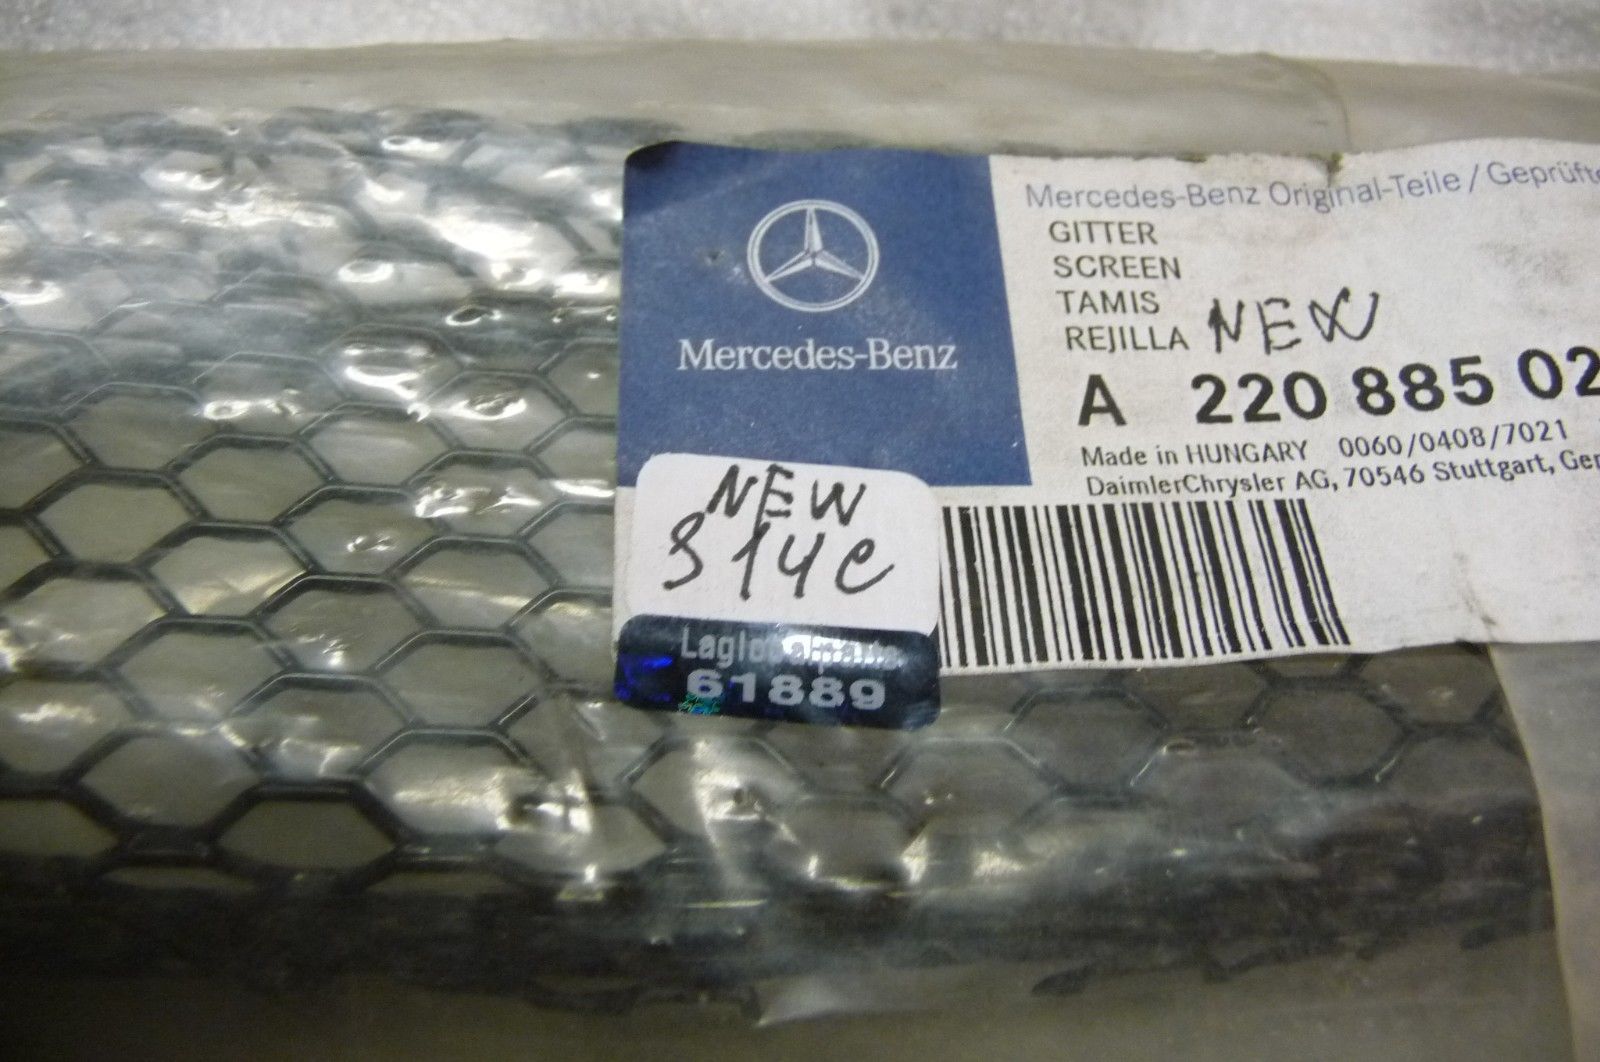 Mercedes-Benz Original-Teile / Geprüfte
GITTER
SCREEN
TAMIS
REJILLA NEW
A 220 885 02
Made in HUNGARY 0060/0408/7021
DaimlerChrysler AG, 70546 Stuttgart, Ger
Mercedes-Benz
NEW
314c
Laglobalparts
61889